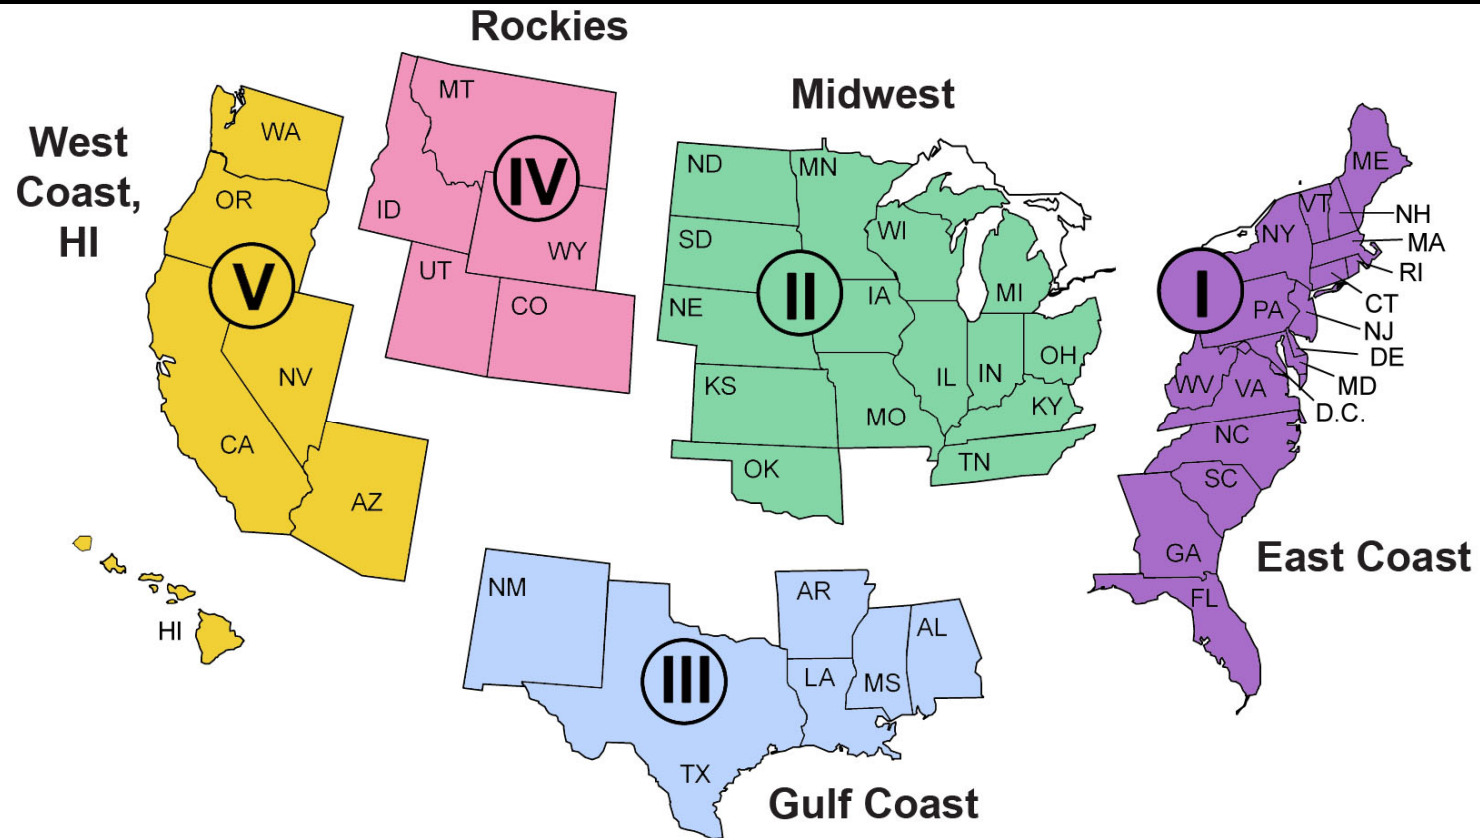 Rockies
Midwest
West
Coast,
HI
East Coast
Gulf Coast
WA
OR
V
NV
CA
AZ
HI
MT
IV
ID
WY
UT
CO
ND
MN
SD
WI
II
IA
MI
NE
OH
KS
IL
IN
MO
KY
OK
TN
NM
AR
AL
III
LA
MS
TX
ME
VT
NH
NY
MA
I
RI
CT
PA
NJ
DE
WV
VA
MD
D.C.
NC
SC
GA
FL